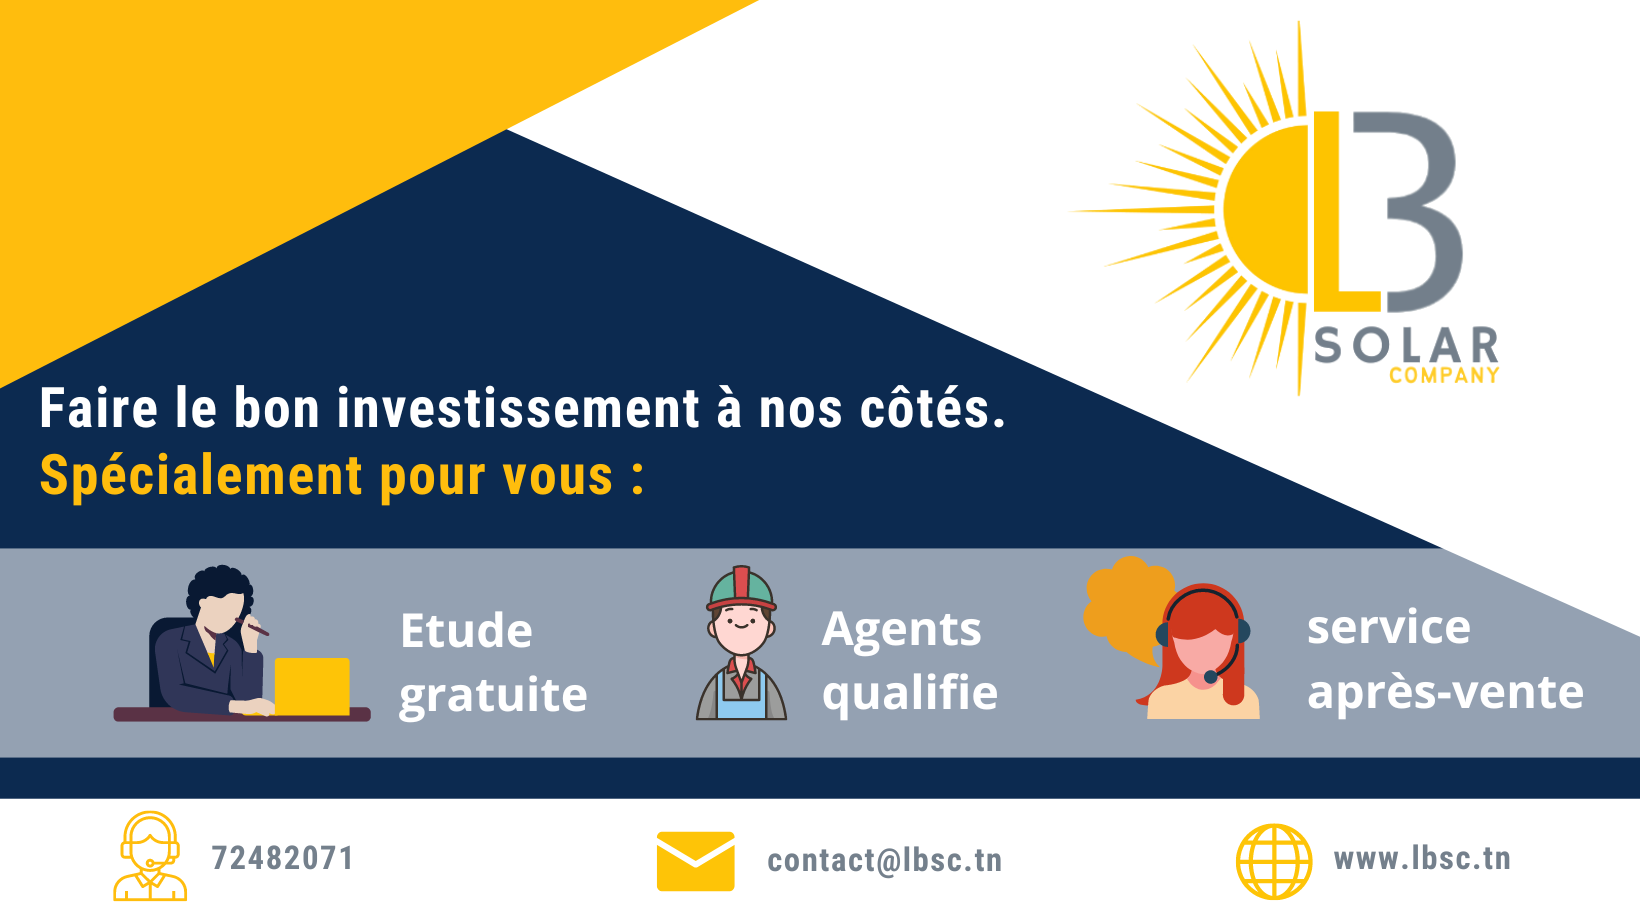 LB
SOLAR
COMPANY
Faire le bon investissement à nos côtés.
Spécialement pour vous :
Etude
gratuite
Agents
qualifie
service
après-vente
72482071
contact@lbsc.tn
www.lbsc.tn